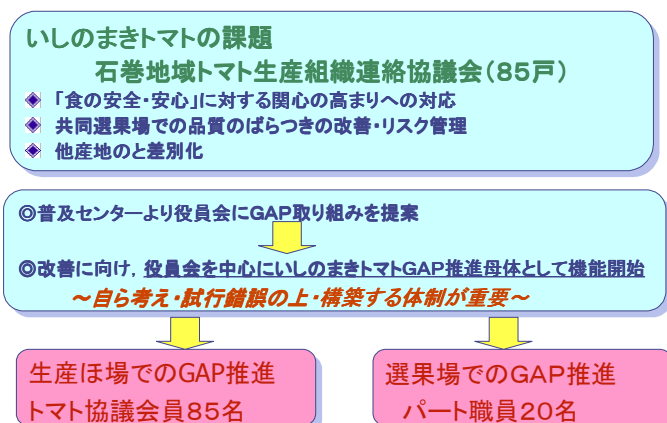 いしのまきトマトの課題
石巻地域トマト生産組織連絡協議会(85戸)
「食の安全・安心」に対する関心の高まりへの対応
共同選果場での品質のばらつきの改善・リスク管理
他産地のと差別化
◎普及センターより役員会にGAP取り組みを提案
◎改善に向け,役員会を中心にいしのまきトマトGAP推進母体として機能開始
~自ら考え・試行錯誤の上・構築する体制が重要~
生産ほ場でのGAP推進
トマト協議会員85名
選果場でのGAP推進
パート職員20名